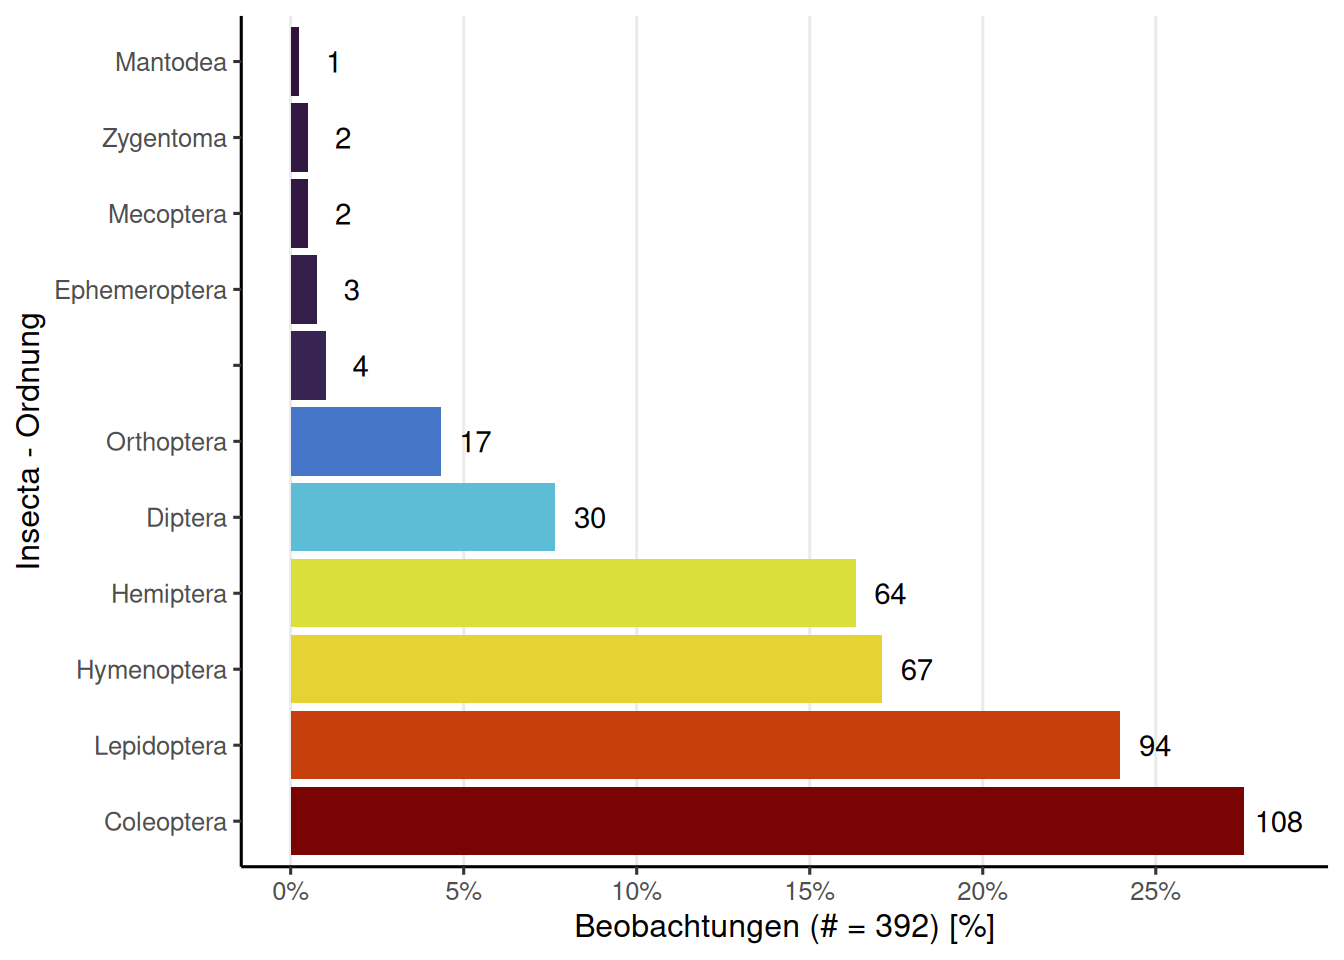 Mantodea 1
Zygentoma 2
Mecoptera 2
Ephemeroptera 3
4
Orthoptera 17
Diptera 30
Hemiptera 64
Hymenoptera 67
Lepidoptera 94
Coleoptera 108
Insecta - Ordnung
0% 5% 10% 15% 20% 25%
Beobachtungen (# = 392) [%]